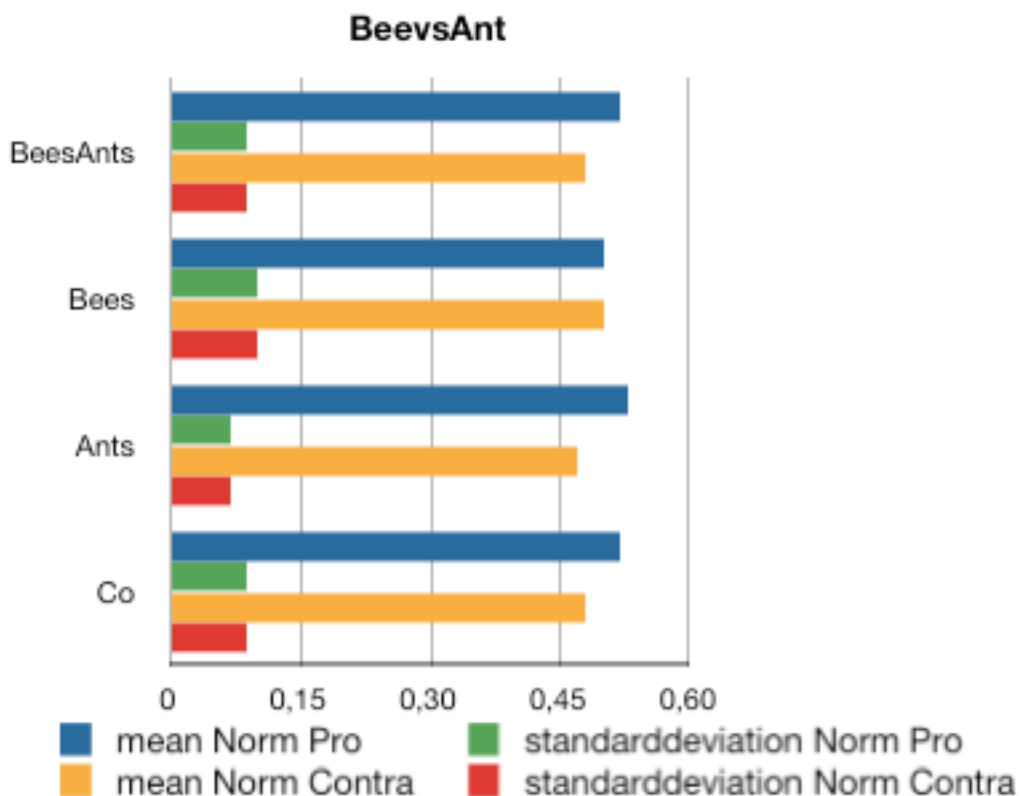 BeevsAnt
BeesAnts
Bees
Ants
Co
0 0,15 0,30 0,45 0,60
mean Norm Pro standarddeviation Norm Pro
mean Norm Contra standarddeviation Norm Contra